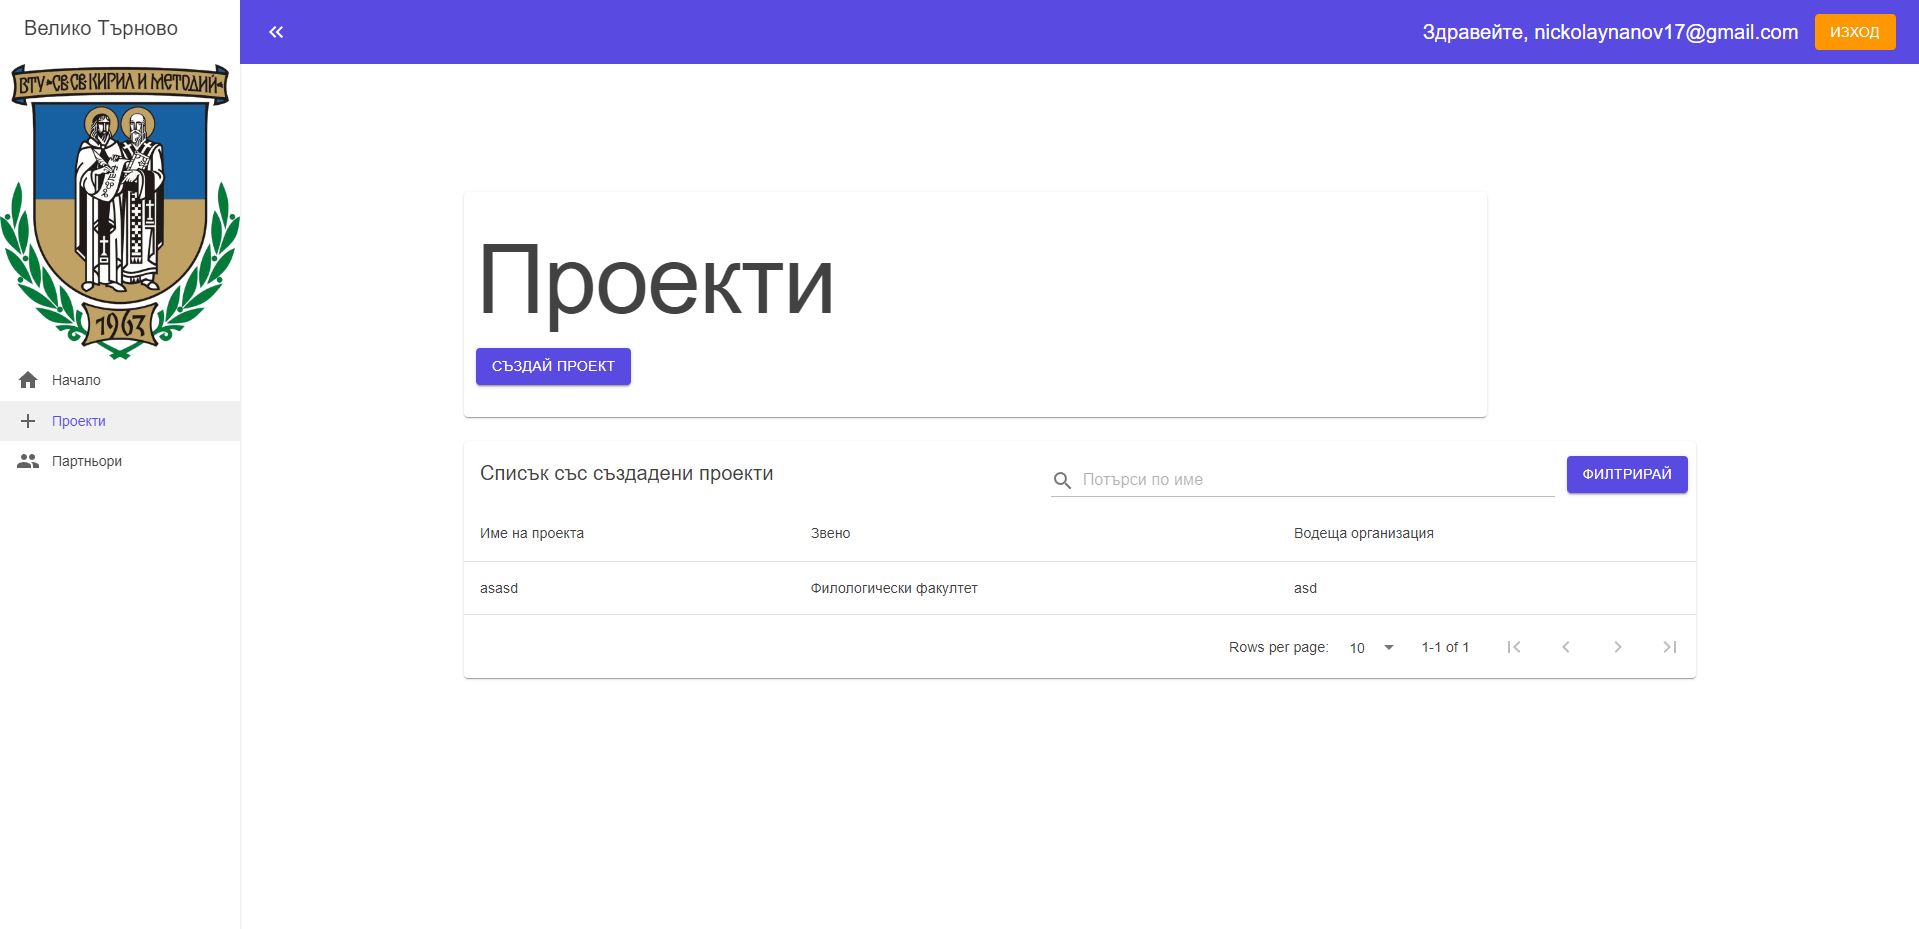 Велико Търново
Здравейте, nickolaynanov17@gmail.com
ИЗХОД
ВТУ СВ СВ КИРИЛ И МЕТОДИЙ
1963
Начало
Проекти
Партньори
Проекти
СЪЗДАЙ ПРОЕКТ
Списък със създадени проекти
Потърси по име
ФИЛТРИРАЙ
Име на проекта Звено Водеща организация
asasd Филологически факултет asd
Rows per page: 10 1-1 of 1